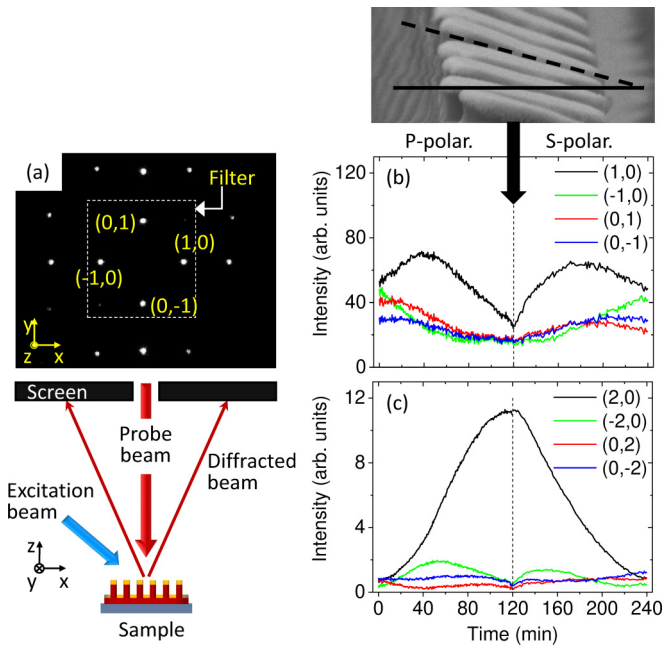 P-polar.
S-polar.
(a)
Filter
(0,1)
(1,0)
(-1,0)
(0,-1)
y
z
x
Screen
Probe
beam
Diffracted
beam
Excitation
beam
z
y
x
Sample
(b)
(1,0)
(-1,0)
(0,1)
(0,-1)
120
80
40
0
Intensity (arb. units)
(c)
(2,0)
(-2,0)
(0,2)
(0,-2)
12
8
4
0
Intensity (arb. units)
0 40 80 120 160 200 240
Time (min)